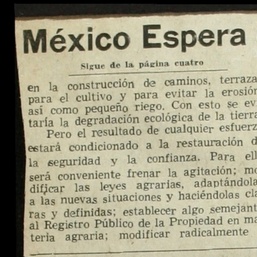 México Espera
Sigue de la página cuatro
en la construcción de caminos, terraza
para el cultivo y para evitar la erosión
así como pequeño riego. Con esto se ev
taría la degradación ecológica de la tierra
Pero el resultado de cualquier esfuerz
estará condicionado a la restauración d
la seguridad y la confianza. Para ell
será conveniente frenar la agitación; mo
dificar las leyes agrarias, adaptándola
a las nuevas situaciones y haciéndolas cla
ras y definidas; establecer algo semejant
al Registro Público de la Propiedad en ma
teria agraria; modificar radicalmente